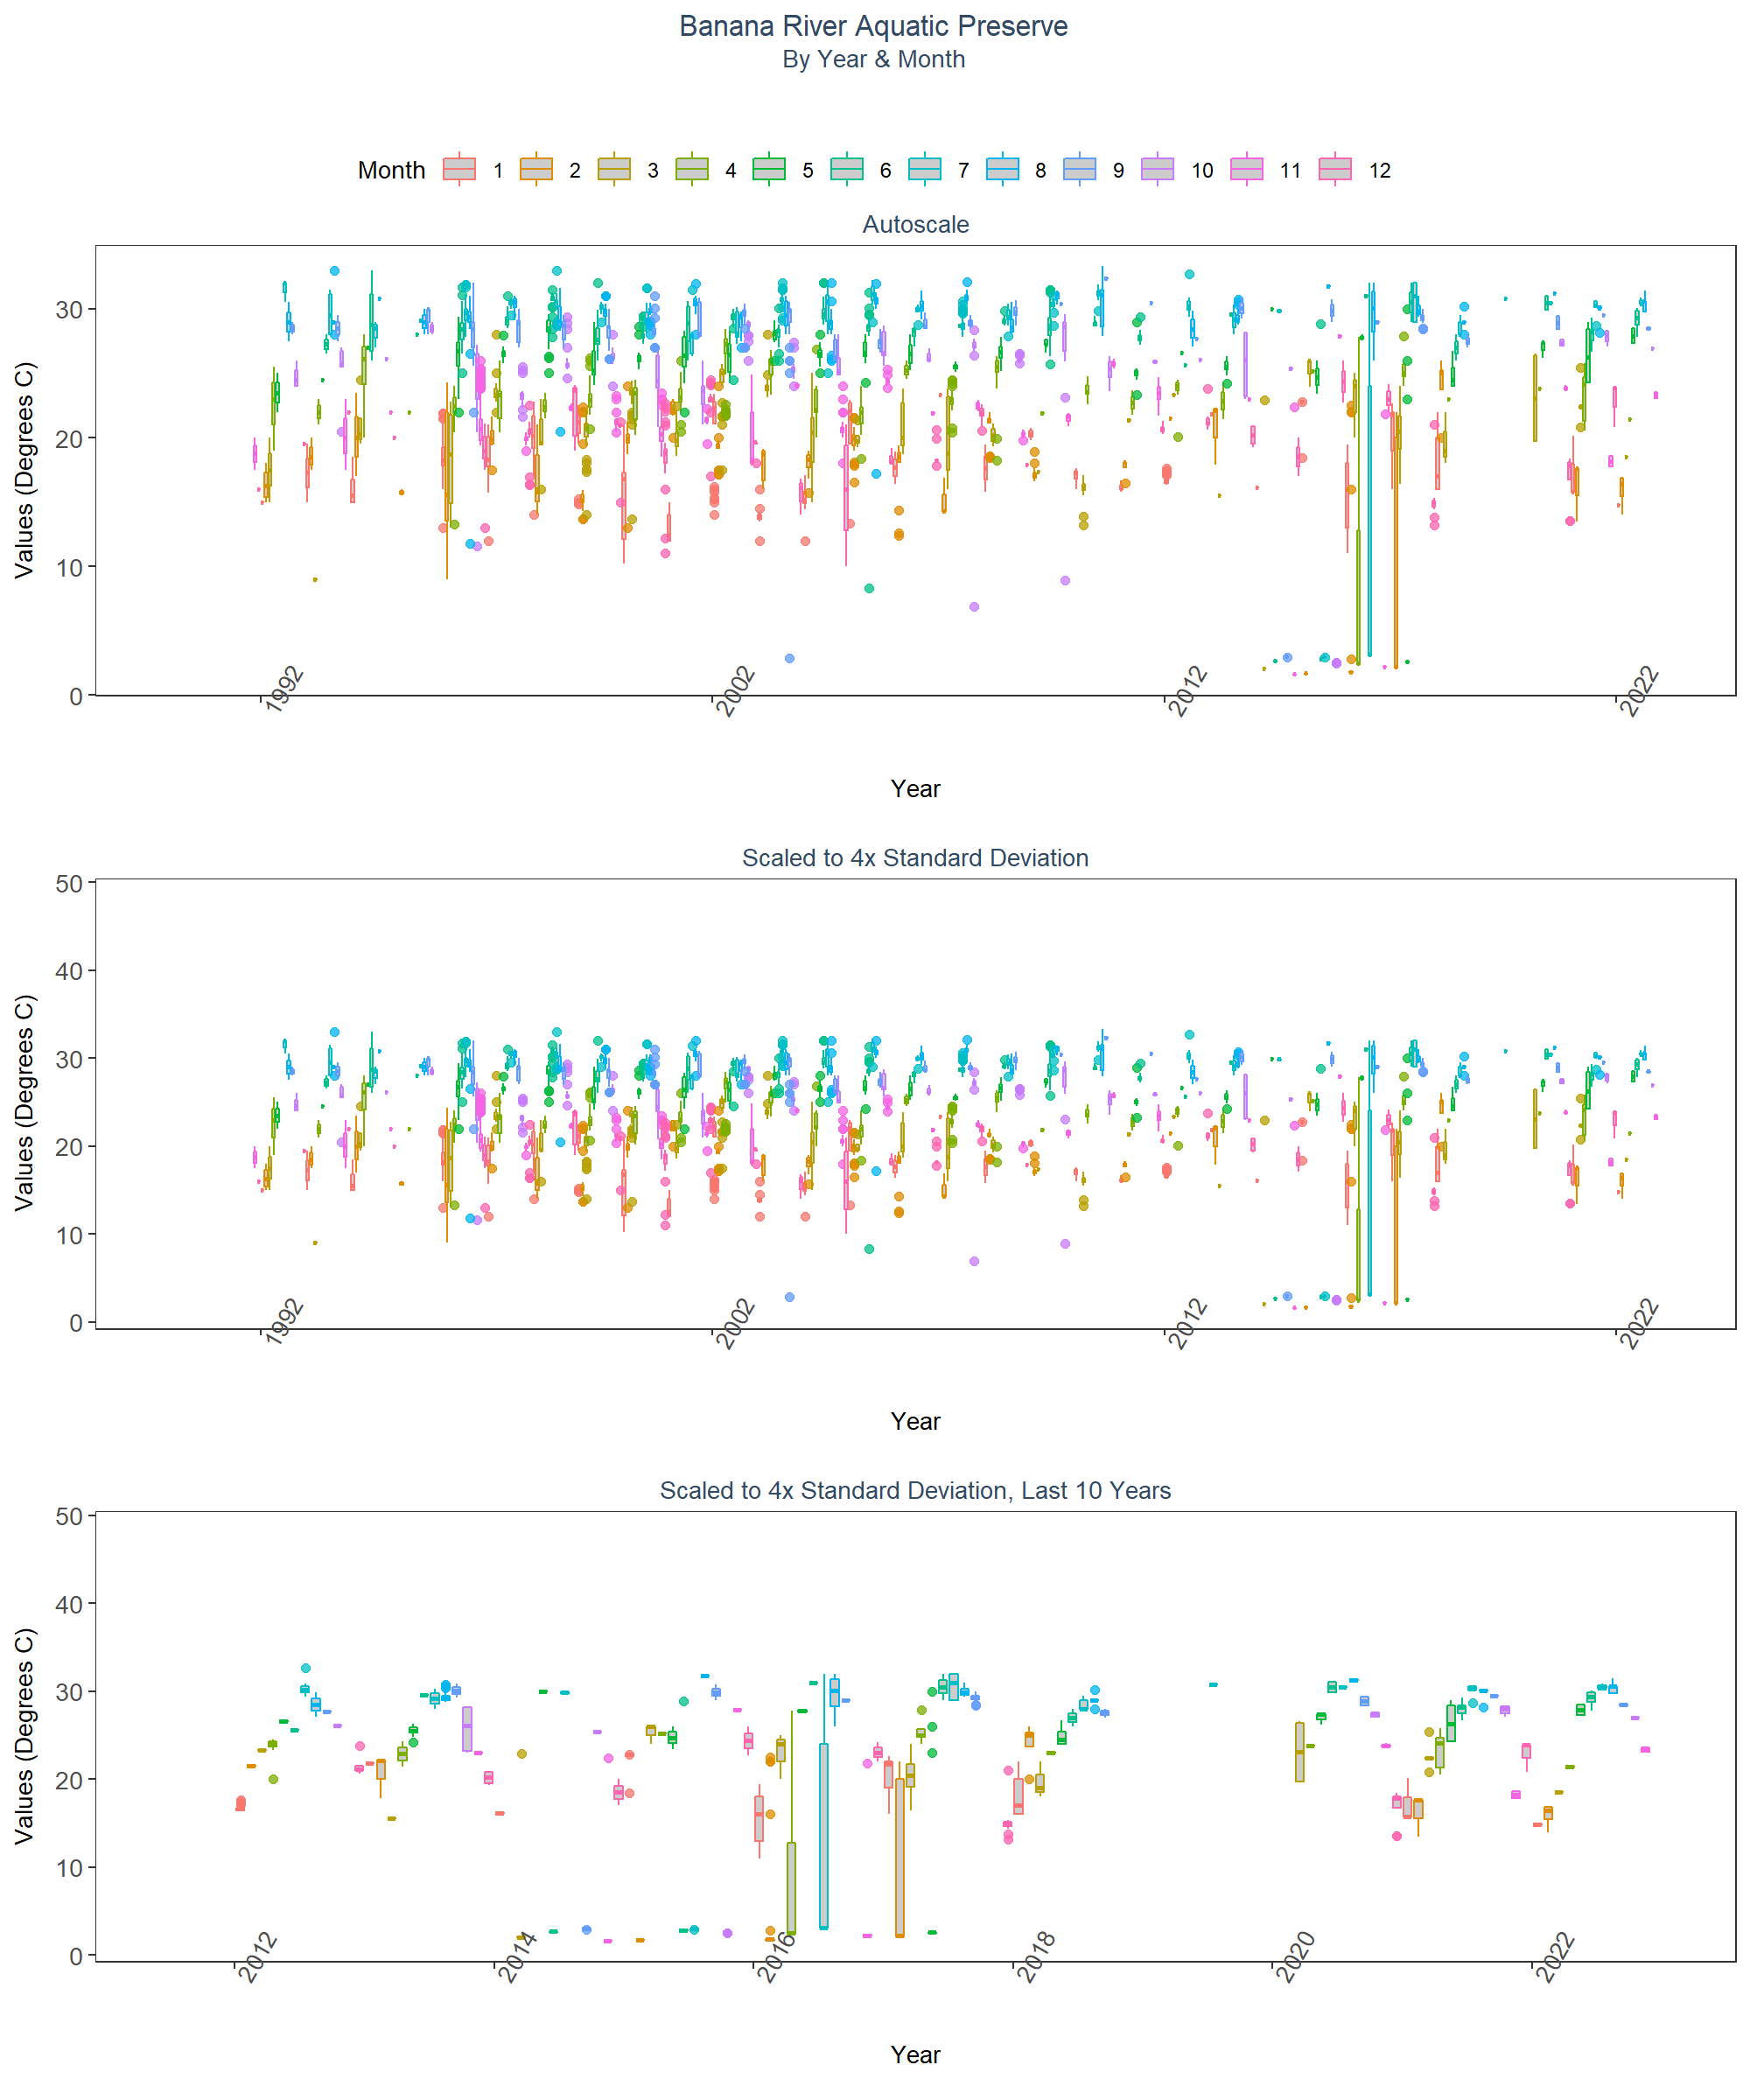 Banana River Aquatic Preserve
By Year & Month
Month 1 2 3 4 5 6 7 8 9 10 11 12
Autoscale
Values (Degrees C)
30
20
10
0
1992 2002 2012 2022
Year
Scaled to 4x Standard Deviation
Values (Degrees C)
50
40
30
20
10
0
1992 2002 2012 2022
Year
Scaled to 4x Standard Deviation, Last 10 Years
Values (Degrees C)
50
40
30
20
10
0
2012 2014 2016 2018 2020 2022
Year